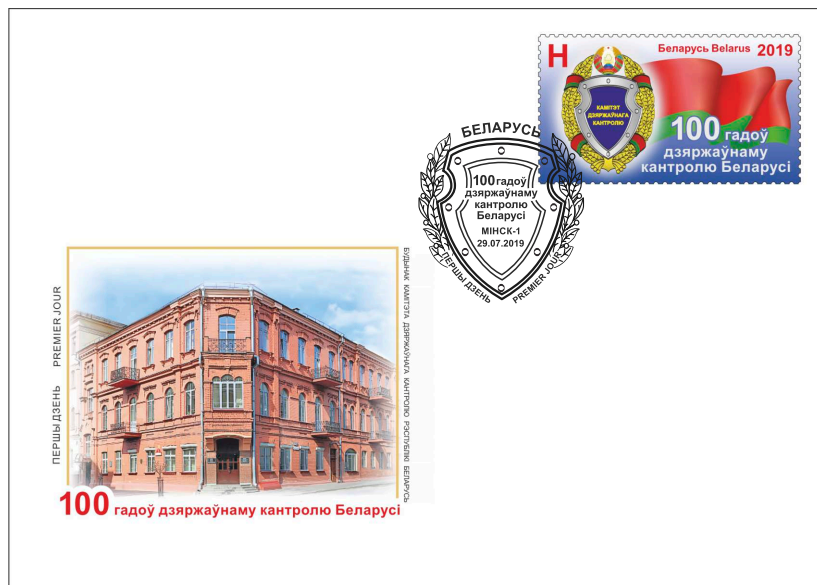 H
Беларусь Belarus 2019
КАМІТЭТ
ДЗЯРЖАЎНАГА
КАНТРОЛЮ
100 гадоў
дзяржаўнаму
кантролю Беларусі
БЕЛАРУСЬ
100 гадоў
дзяржаўнаму
кантролю
Беларусі
МІНСК-1
29.07.2019
ПЕРШЫ ДЗЕНЬ PREMIER JOUR
ПЕРШЫ ДЗЕНЬ PREMIER JOUR
БУДЫНАК КАМІТЭТА ДЗЯРЖАЎНАГА КАНТРОЛЮ РЭСПУБЛІКІ БЕЛАРУСЬ
100 гадоў дзяржаўнаму кантролю Беларусі